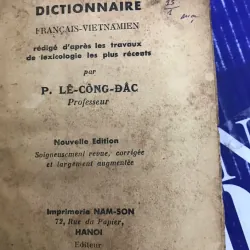 DICTIONNAIRE
FRANÇAIS-VIETNAMIEN
rédigé d'après les travaux
de lexicologie les plus récents
par
P. LÊ-CÔNG-ĐẮC
Professeur
Nouvelle Edition
Soigneusement revue, corrigée
et largement augmentée
Imprimerie NAM-SON
72, Rue du Papier,
HANOI
Editeur